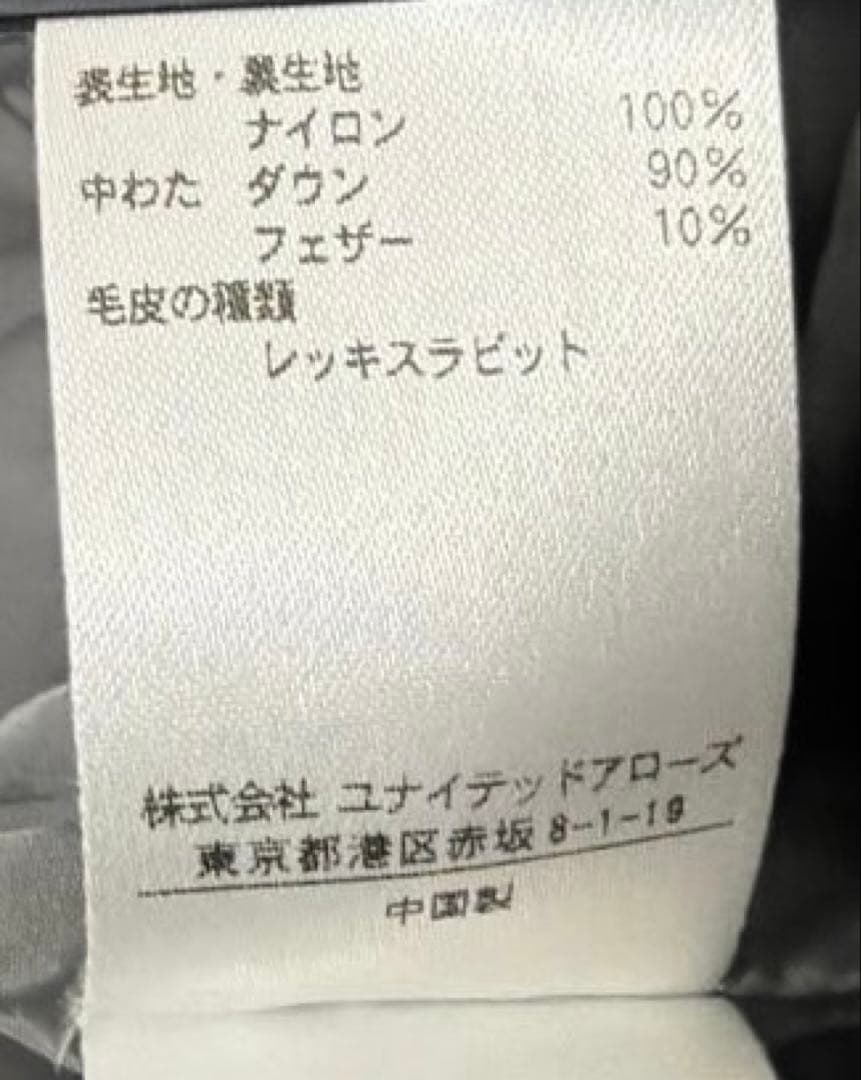 表生地・裏生地
ナイロン 100%
中わた ダウン 90%
フェザー 10%
毛皮の種類
レッキスラビット
株式会社 ユナイテッドアローズ
東京都港区赤坂 8-1-19
中国製